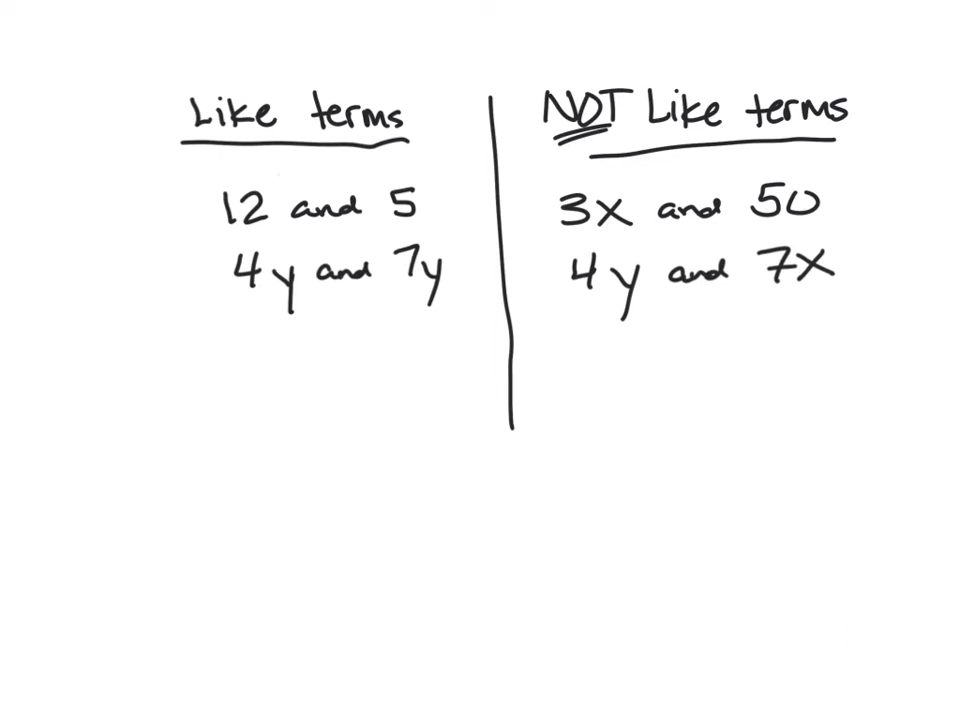 Like terms
12 and 5
4y and 7y
NOT Like terms
3x and 50
4y and 7x